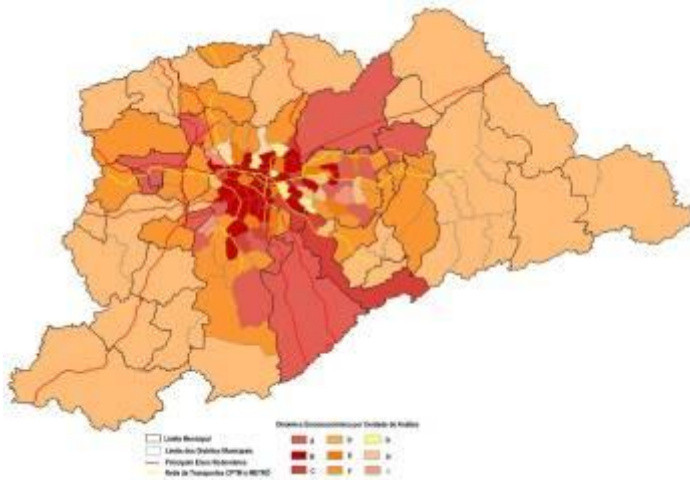 Dinâmica Socioeconômica por Unidade de Análise
Limite Municipal
Limite dos Distritos Municipais
Principais Eixos Rodoviários
Rede de Transportes CPTM e METRÔ
A
B
C
D
E
F